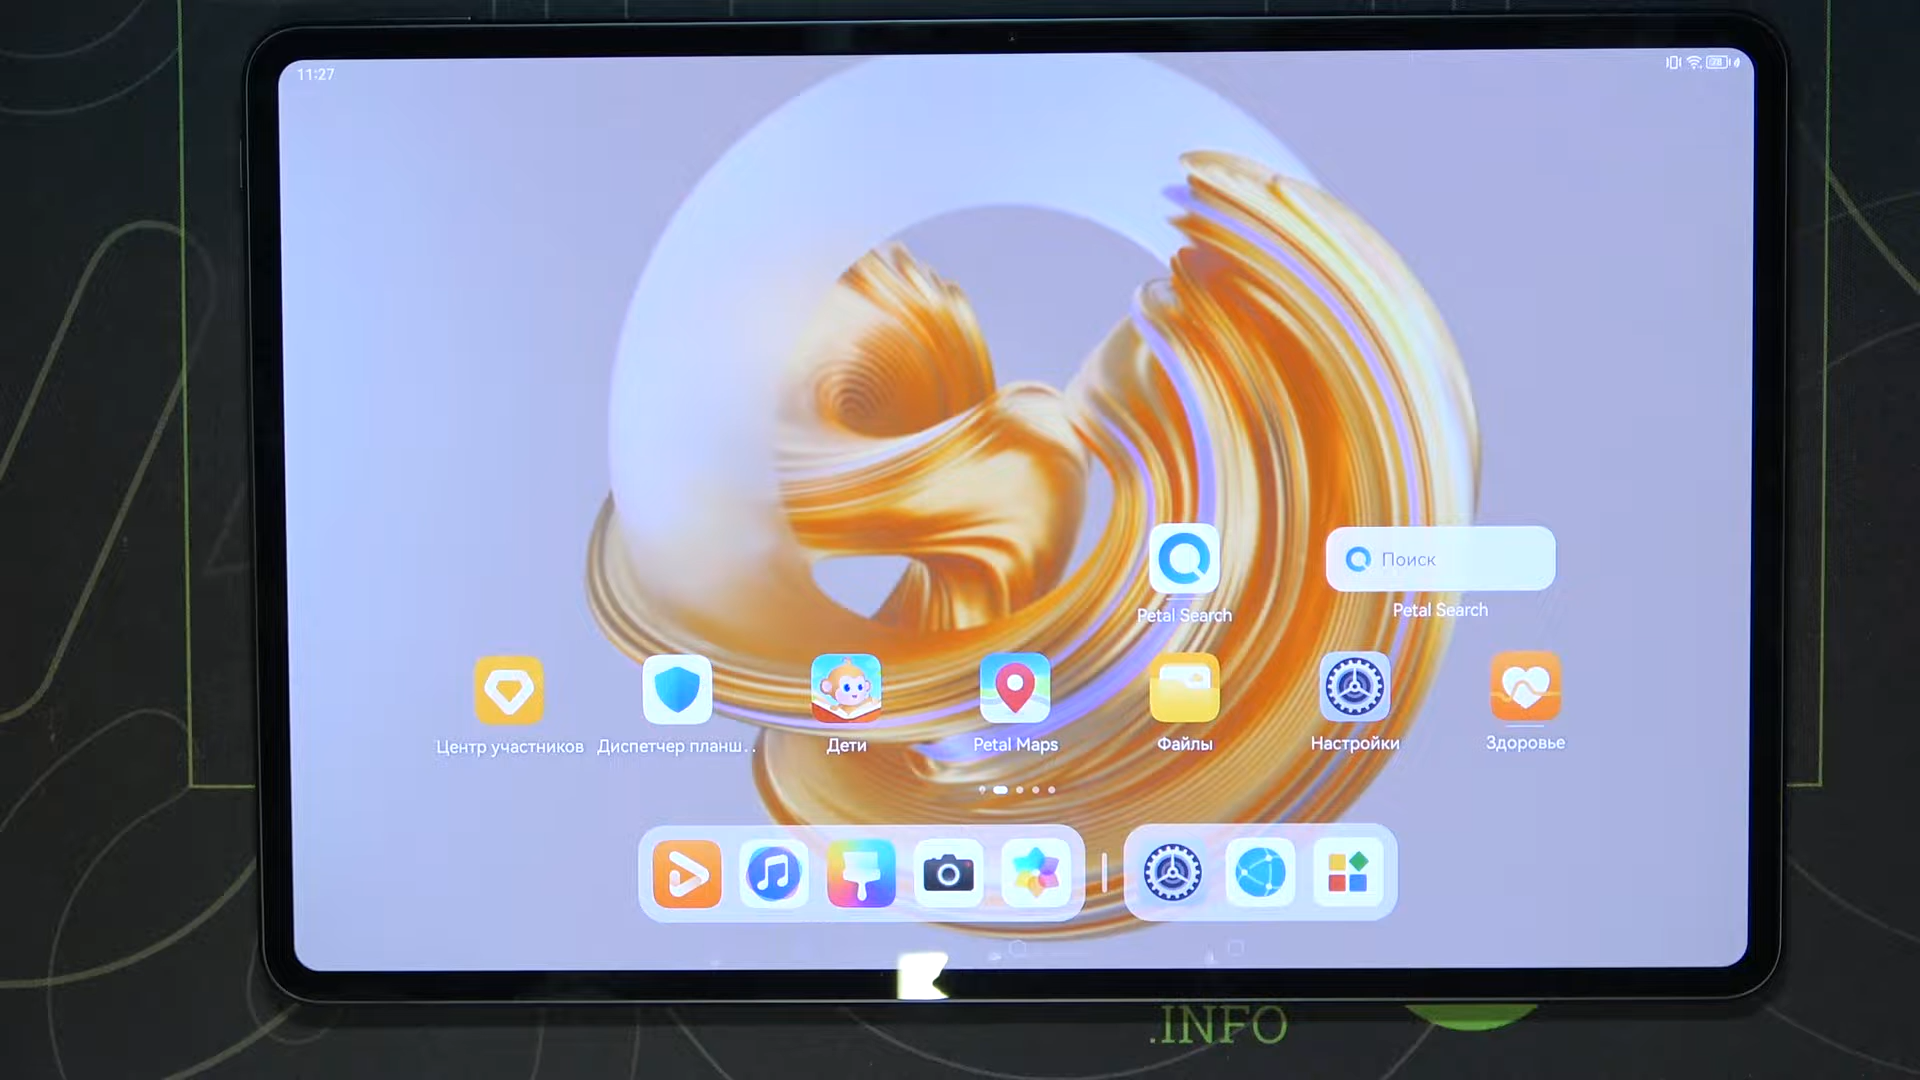 11:27
Поиск
Petal Search
Petal Search
Центр участников
Диспетчер планш..
Дети
Petal Maps
Файлы
Настройки
Здоровье
.INFO